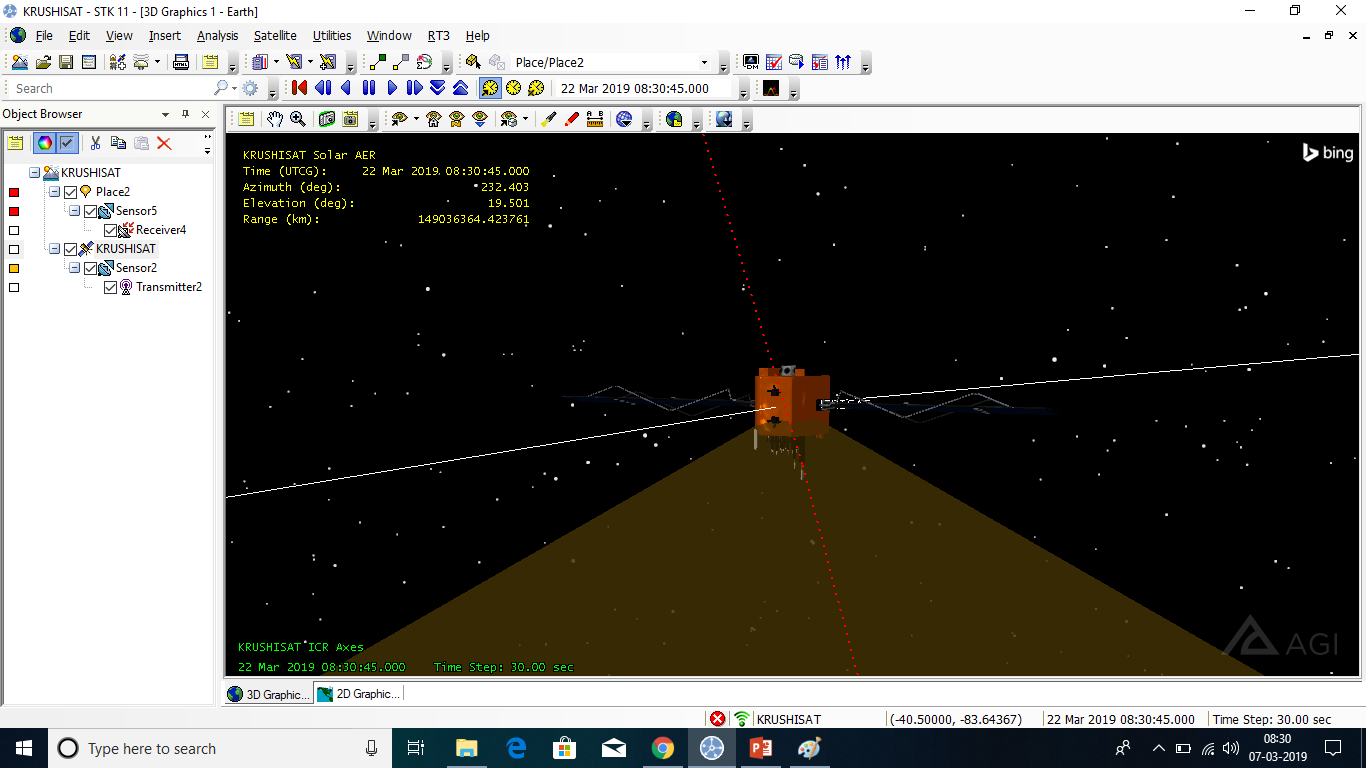 KRUSHISAT - STK 11 - [3D Graphics 1 - Earth]
File Edit View Insert Analysis Satellite Utilities Window RT3 Help
HTML Place/Place2
Search 22 Mar 2019 08:30:45.000
Object Browser
KRUSHISAT
Place2
Sensor5
Receiver4
KRUSHISAT
Sensor2
Transmitter2
KRUSHISAT Solar AER
Time (UTCG): 22 Mar 2019 08:30:45.000
Azimuth (deg): 232.403
Elevation (deg): 19.501
Range (km): 149036364.423761
bing
KRUSHISAT ICR Axes
22 Mar 2019 08:30:45.000 Time Step: 30.00 sec
AGI
3D Graphic... 2D Graphic...
KRUSHISAT (-40.50000, -83.64367) 22 Mar 2019 08:30:45.000 Time Step: 30.00 sec
Type here to search
08:30
07-03-2019